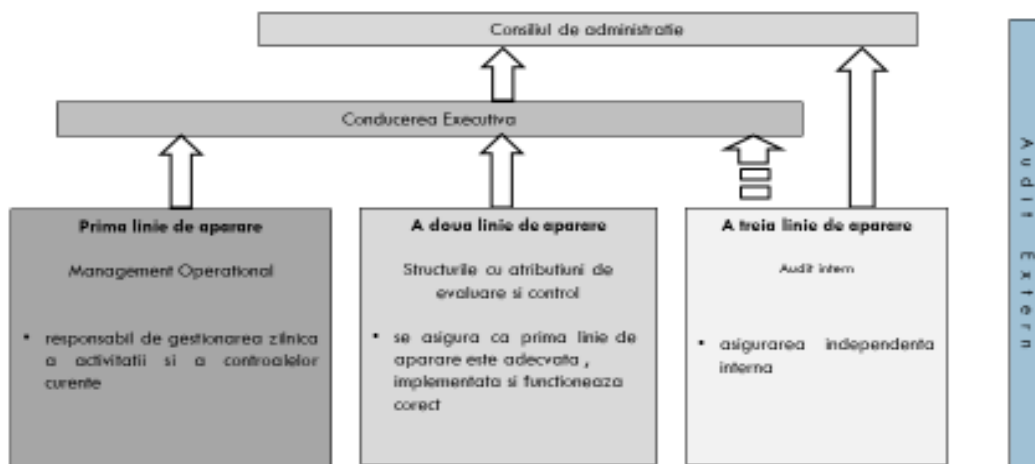 Consiliul de administratie
Conducerea Executiva
Prima linie de aparare
Management Operational
• responsabil de gestionarea zilnica
a activitatii si a controalelor
curente
A doua linie de aparare
Structurile cu atributiuni de
evaluare si control
• se asigura ca prima linie de
aparare este adecvata ,
implementata si functioneaza
corect
A treia linie de aparare
Audit intern
• asigurarea independenta
interna
Audit Extern